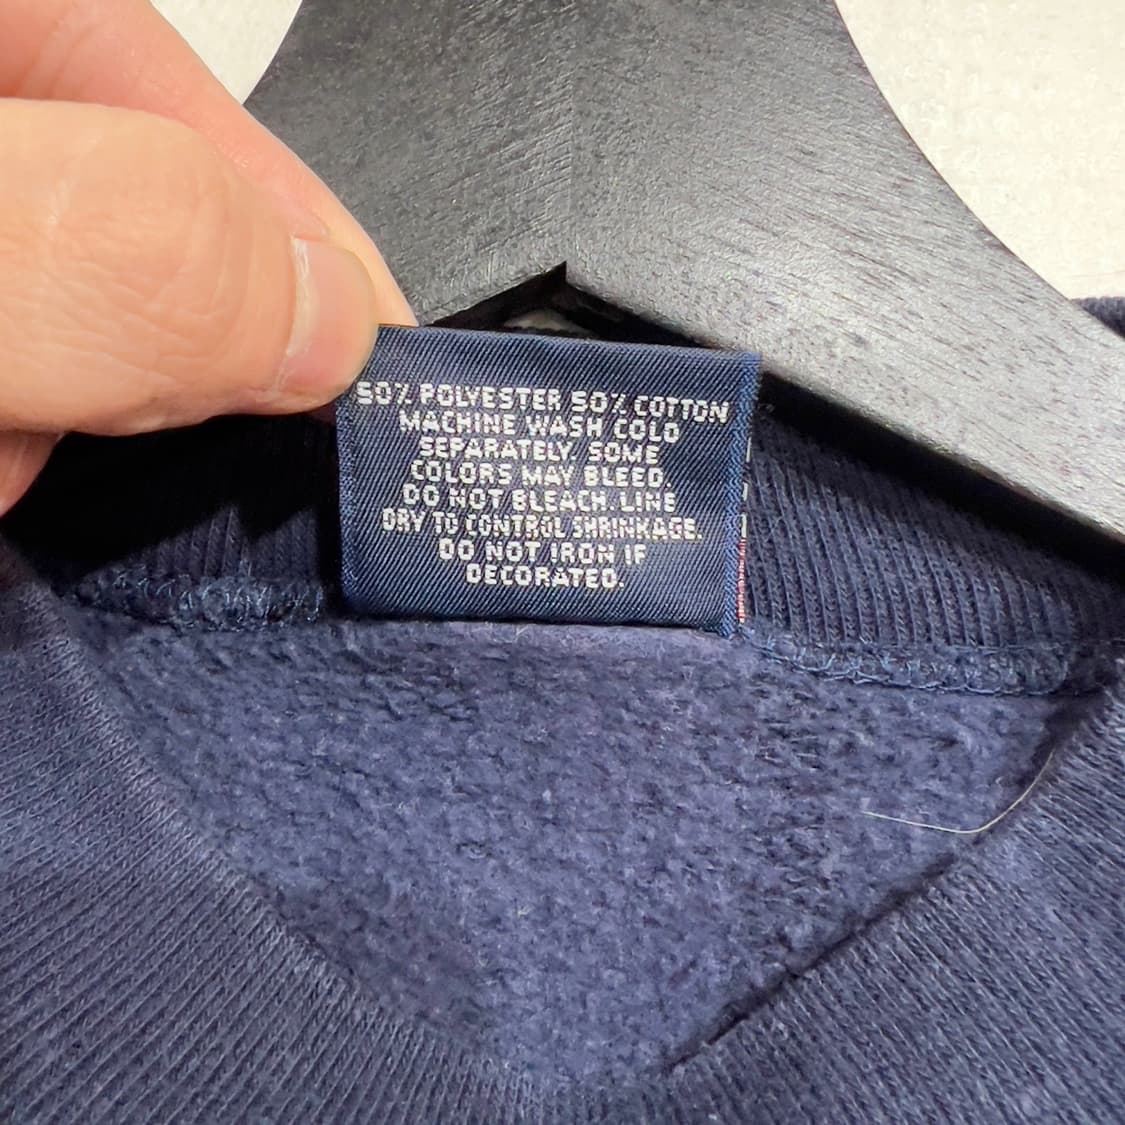 50% POLYESTER 50% COTTON
MACHINE WASH COLD
SEPARATELY. SOME
COLORS MAY BLEED.
DO NOT BLEACH. LINE
DRY TO CONTROL SHRINKAGE.
DO NOT IRON IF
DECORATED.